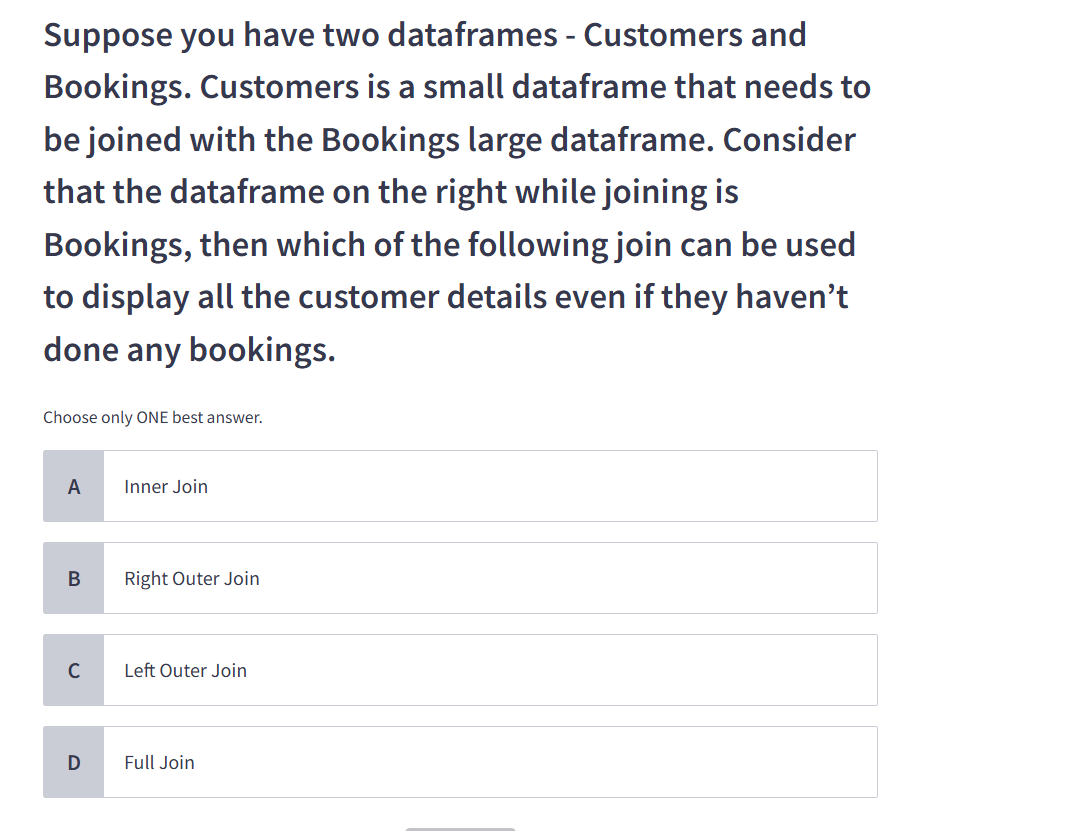 Suppose you have two dataframes - Customers and
Bookings. Customers is a small dataframe that needs to
be joined with the Bookings large dataframe. Consider
that the dataframe on the right while joining is
Bookings, then which of the following join can be used
to display all the customer details even if they haven’t
done any bookings.
Choose only ONE best answer.
A Inner Join
B Right Outer Join
C Left Outer Join
D Full Join